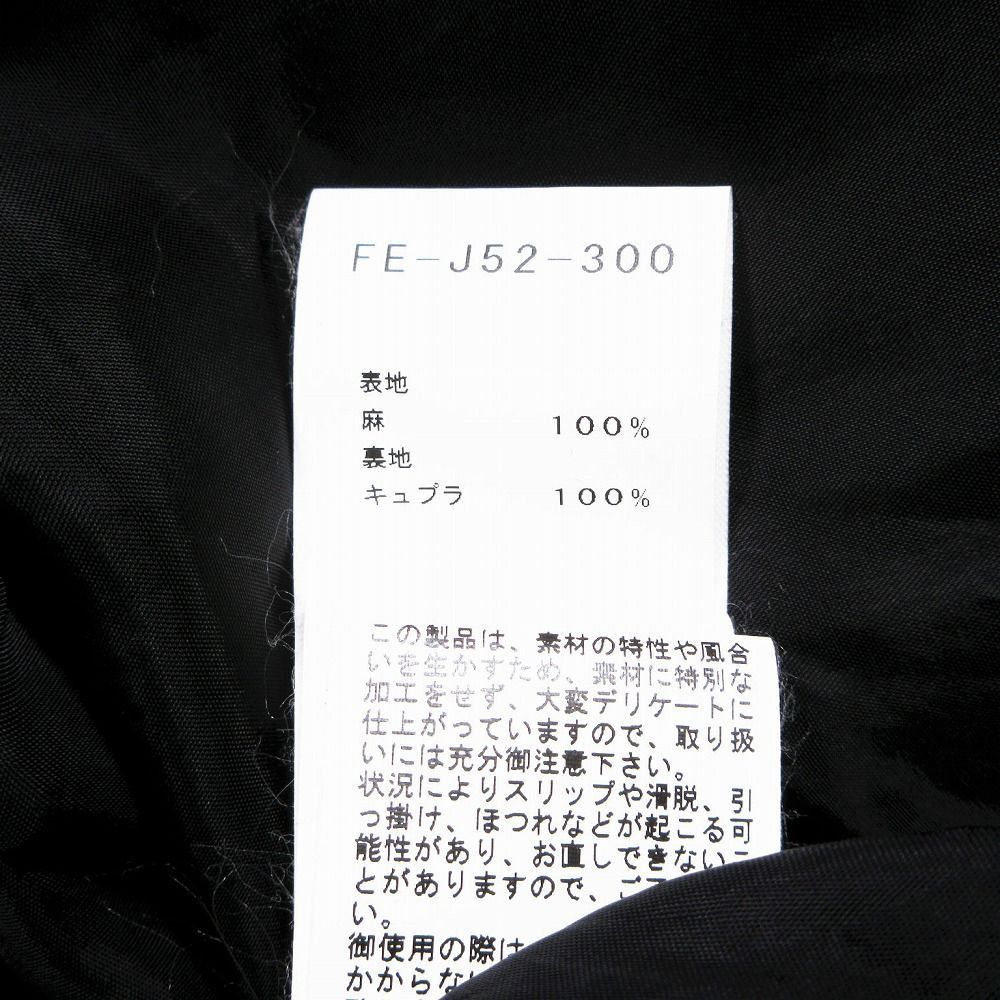 FE-J52-300
表地
麻 100%
裏地
キュプラ 100%
この製品は、素材の特性や風合
いを生かすため、素材に特別な
加工をせず、大変デリケートに
仕上がっていますので、取り扱
いには充分御注意下さい。
状況によりスリップや滑脱、引
っ掛け、ほつれなどが起こる可
能性があり、お直しできないこ
とがありますので、ご
い。
御使用の際は
かからな